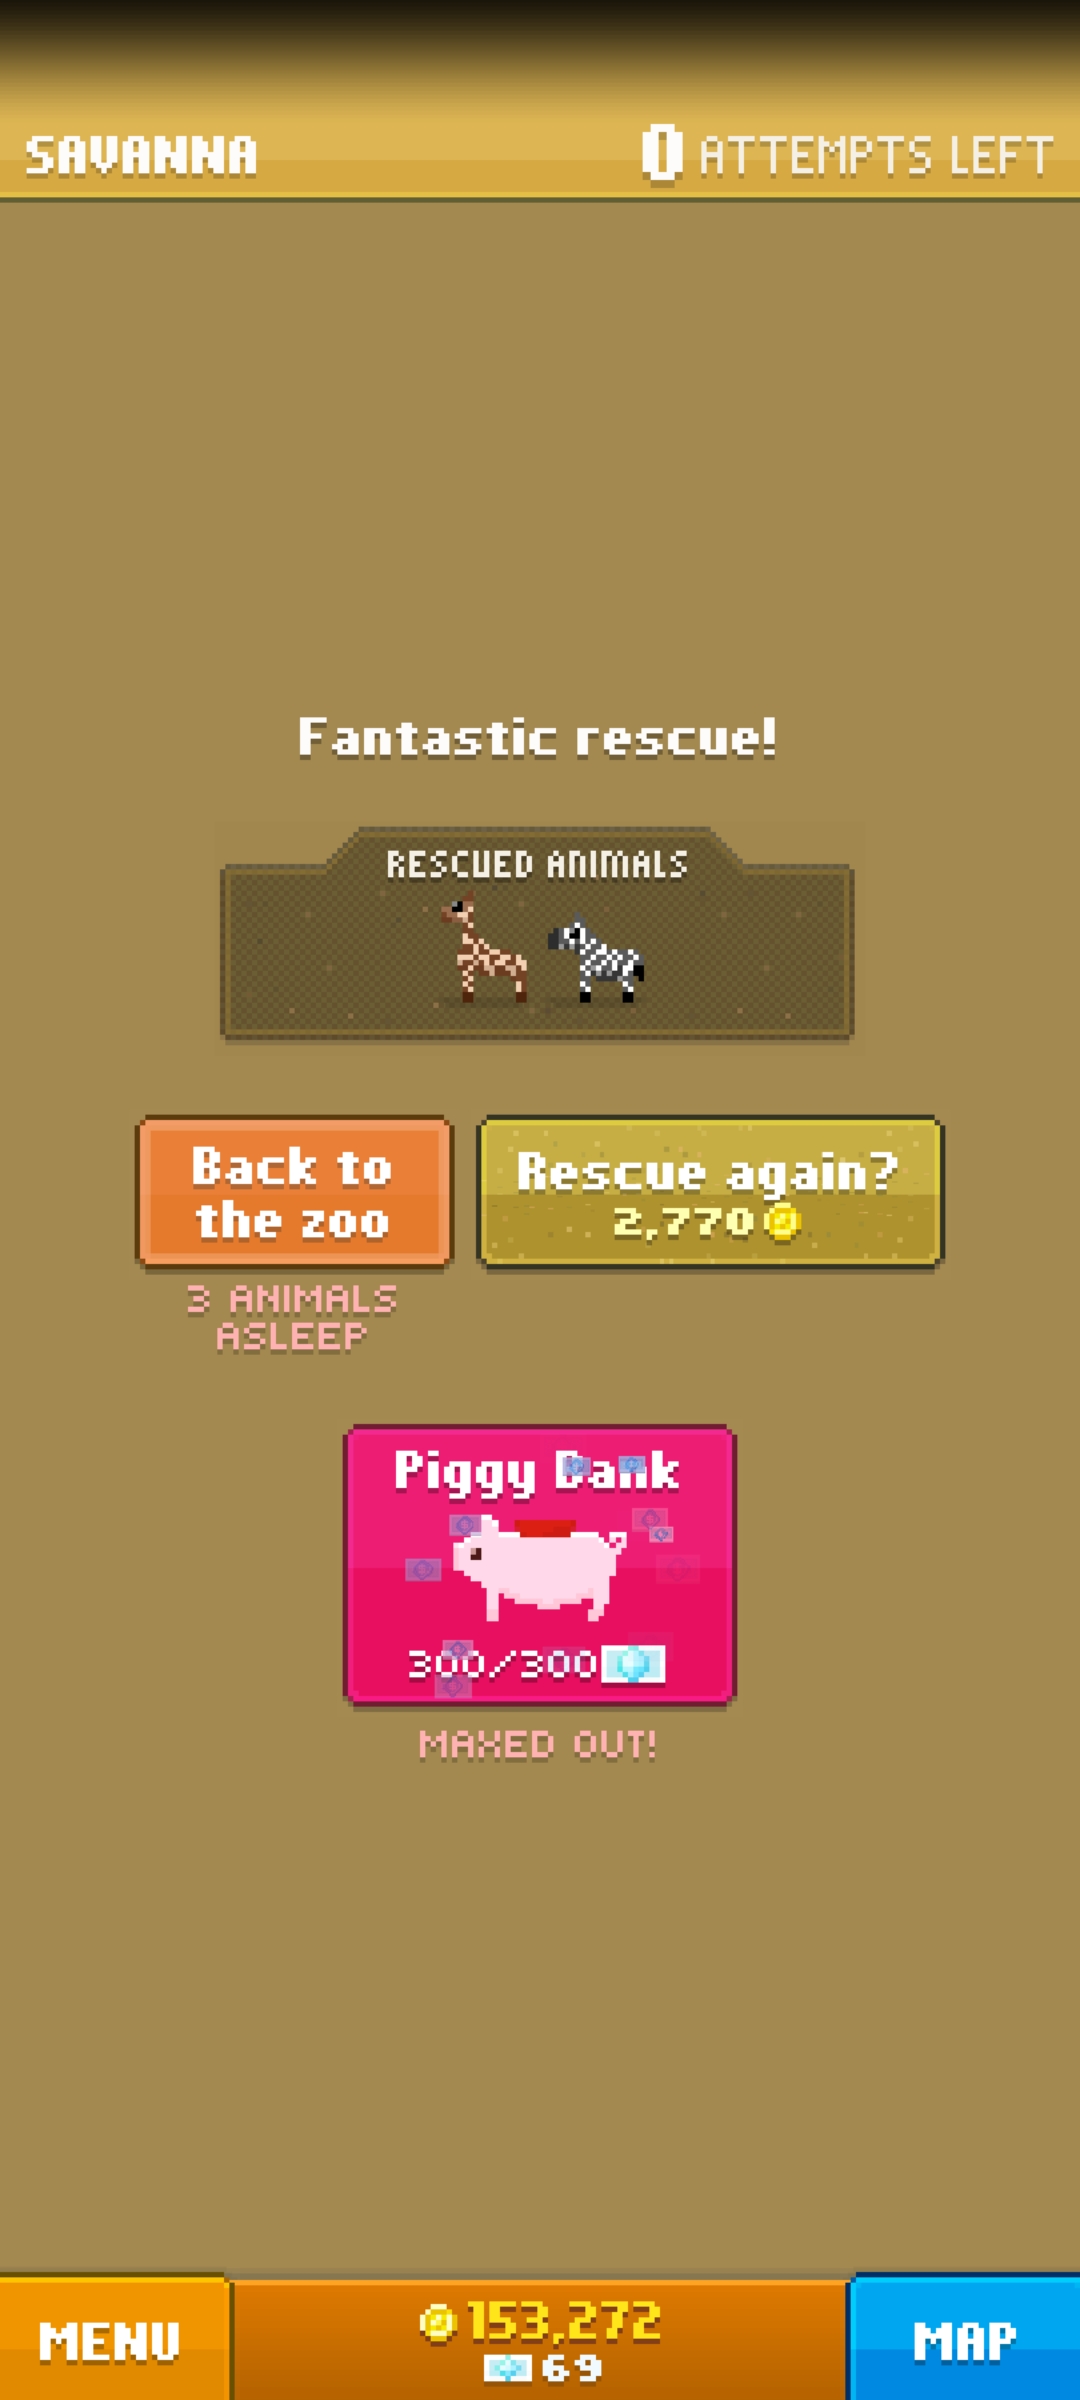 SAVANNA
0 ATTEMPTS LEFT
Fantastic rescue!
RESCUED ANIMALS
Back to
the zoo
Rescue again?
2,770
3 ANIMALS
ASLEEP
Piggy Bank
300/300
MAXED OUT!
MENU
153,272
69
MAP